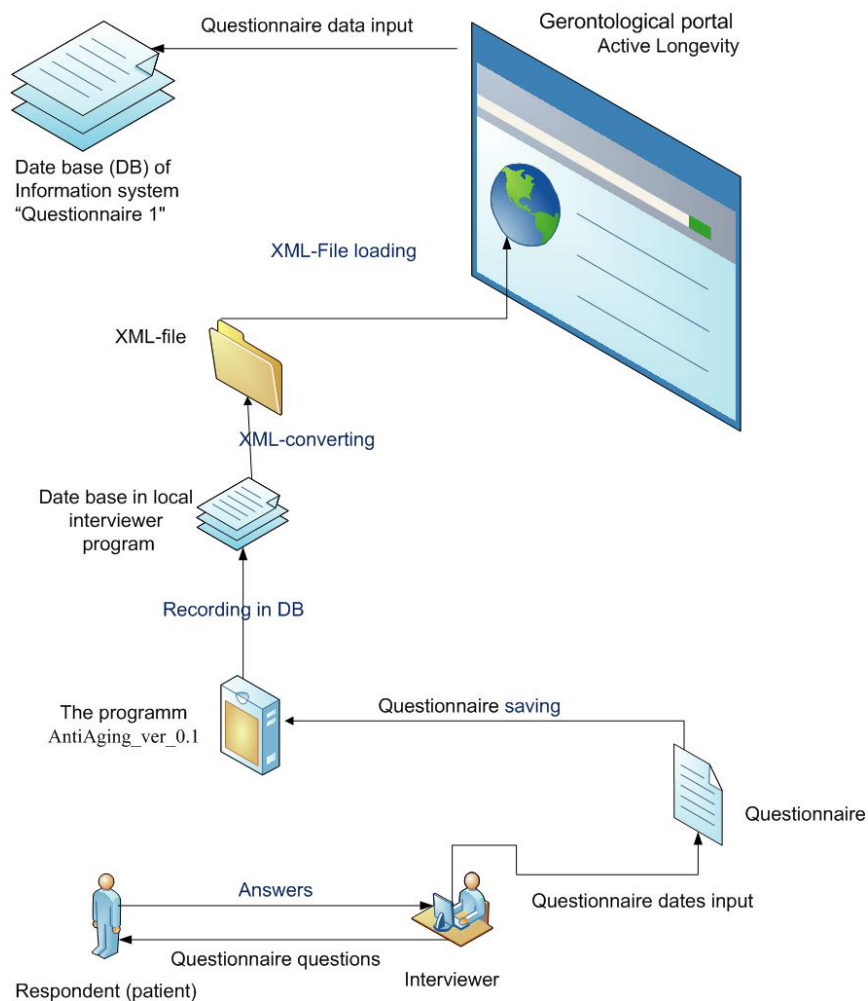 Questionnaire data input
Gerontological portal
Active Longevity
Date base (DB) of
Information system
“Questionnaire 1"
XML-File loading
XML-file
XML-converting
Date base in local
interviewer
program
Recording in DB
The programm
AntiAging_ver_0.1
Questionnaire saving
Questionnaire
Answers
Questionnaire dates input
Questionnaire questions
Interviewer
Respondent (patient)